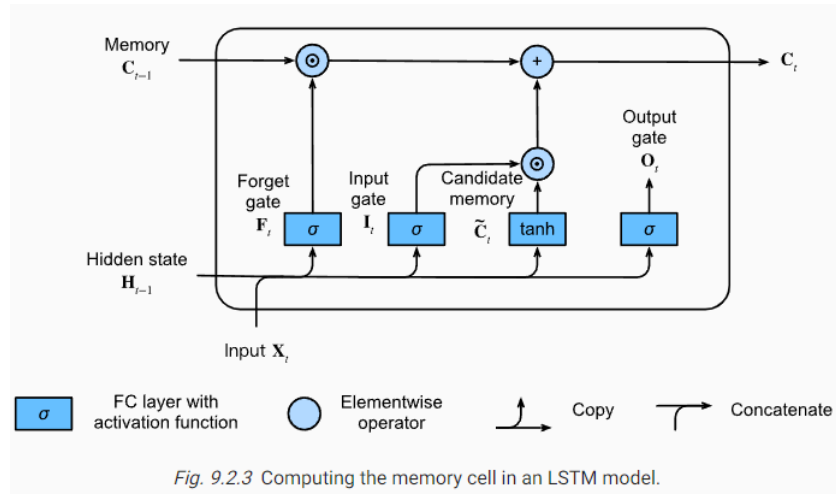 Memory
C_{t-1}
⊙
+
C_t
Output
gate
O_t
⊙
Forget
gate
F_t
Input
gate
I_t
Candidate
memory
C̃_t
σ
σ
tanh
σ
Hidden state
H_{t-1}
Input X_t
σ
FC layer with
activation function
Elementwise
operator
Copy
Concatenate
Fig. 9.2.3 Computing the memory cell in an LSTM model.